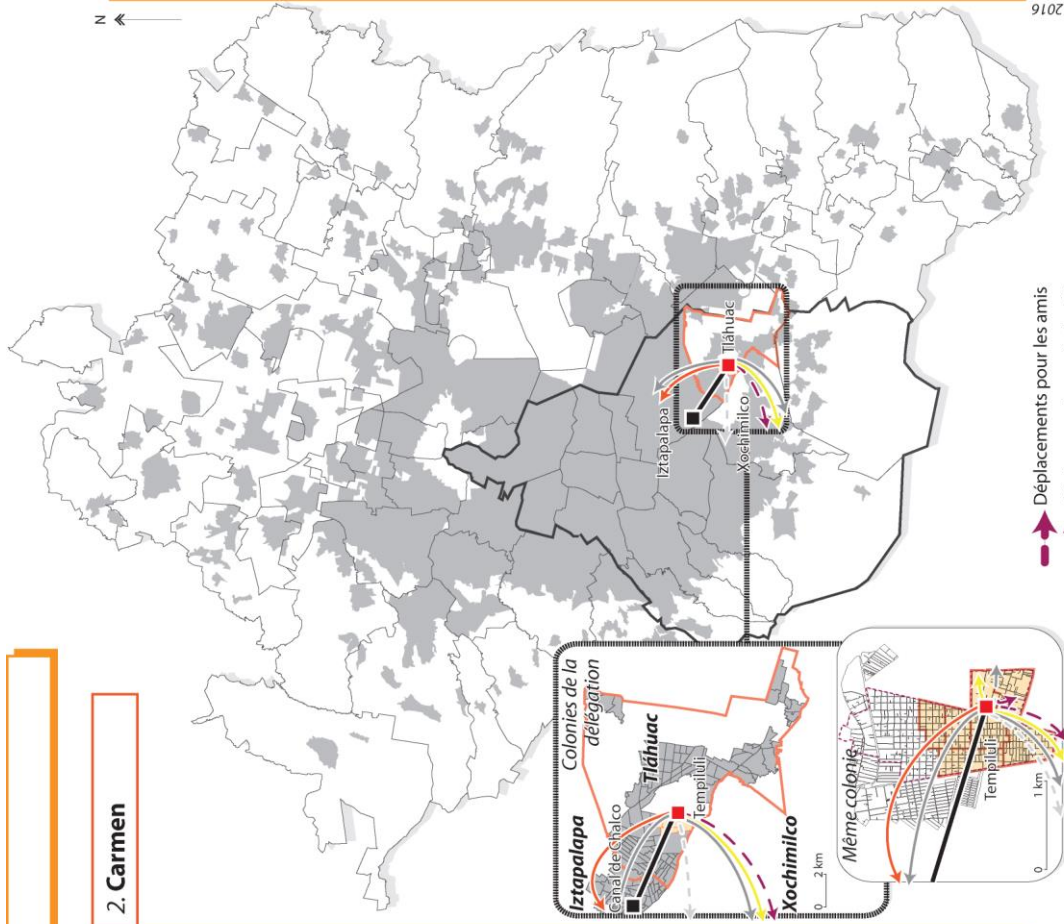 2. Carmen
N
Iztapalapa
Tláhuac
Xochimilco
Colonies de la
délégation
Iztapalapa
Canal de Chalco
Tláhuac
Tempiluli
Xochimilco
0 2 km
Même colonie
Tempiluli
0 1 km
Déplacements pour les amis
2016